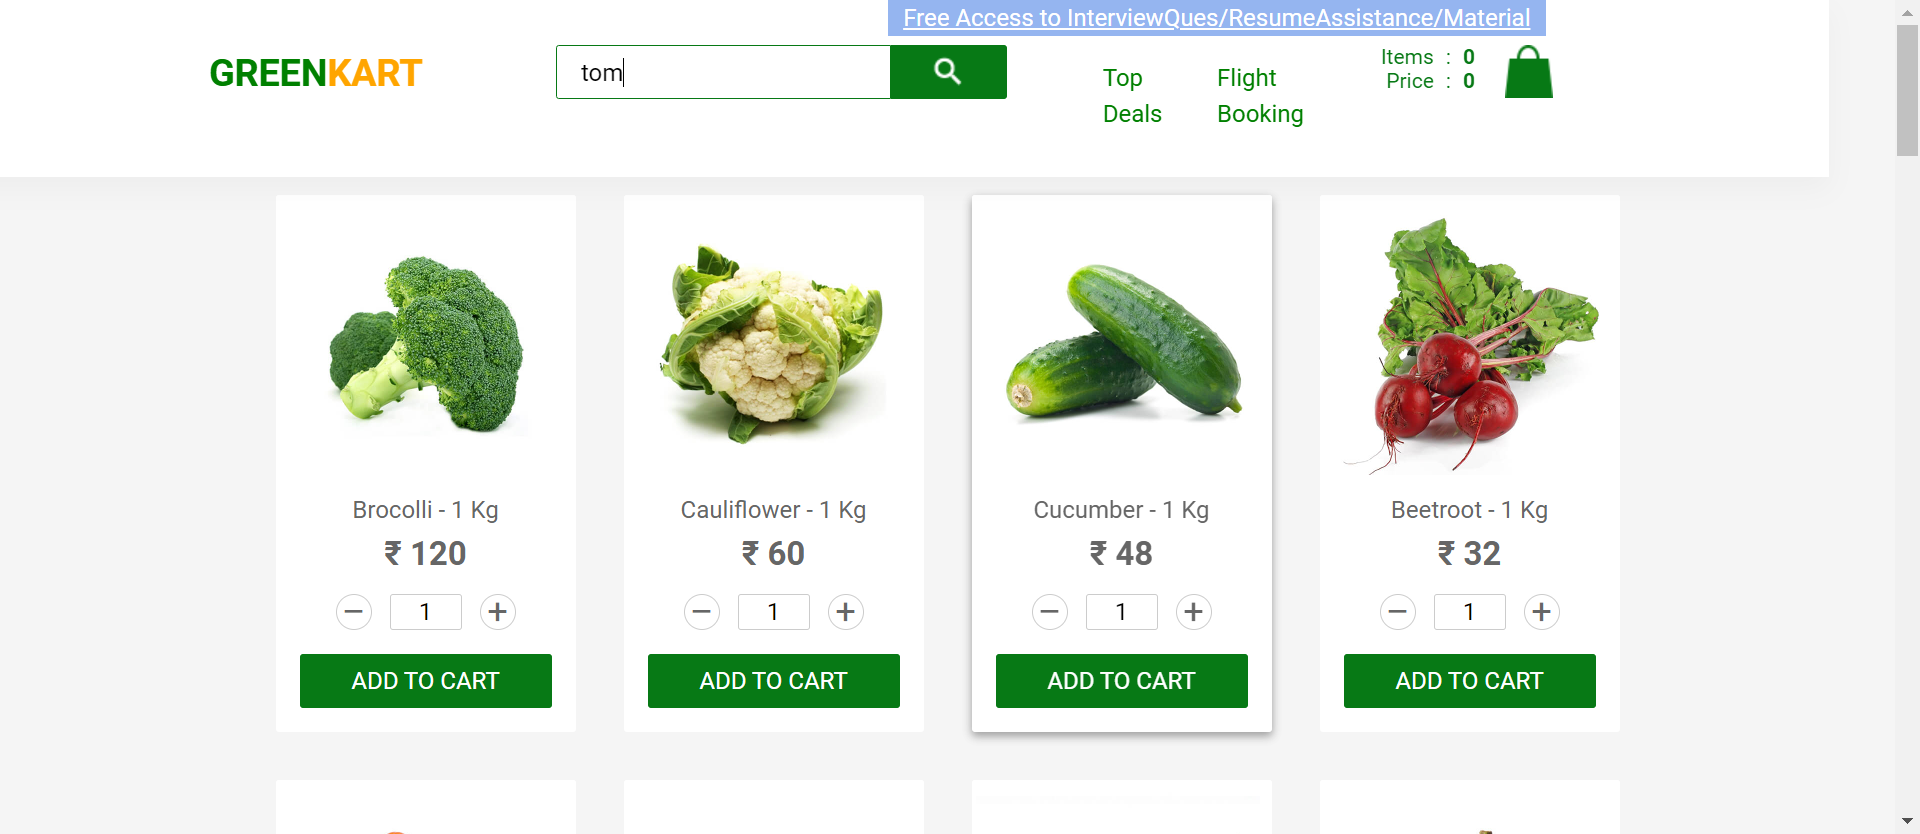 Free Access to InterviewQues/ResumeAssistance/Material
GREENKART
tom
Top Deals
Flight Booking
Items : 0
Price : 0
Brocolli - 1 Kg
₹ 120
− 1 +
ADD TO CART
Cauliflower - 1 Kg
₹ 60
− 1 +
ADD TO CART
Cucumber - 1 Kg
₹ 48
− 1 +
ADD TO CART
Beetroot - 1 Kg
₹ 32
− 1 +
ADD TO CART